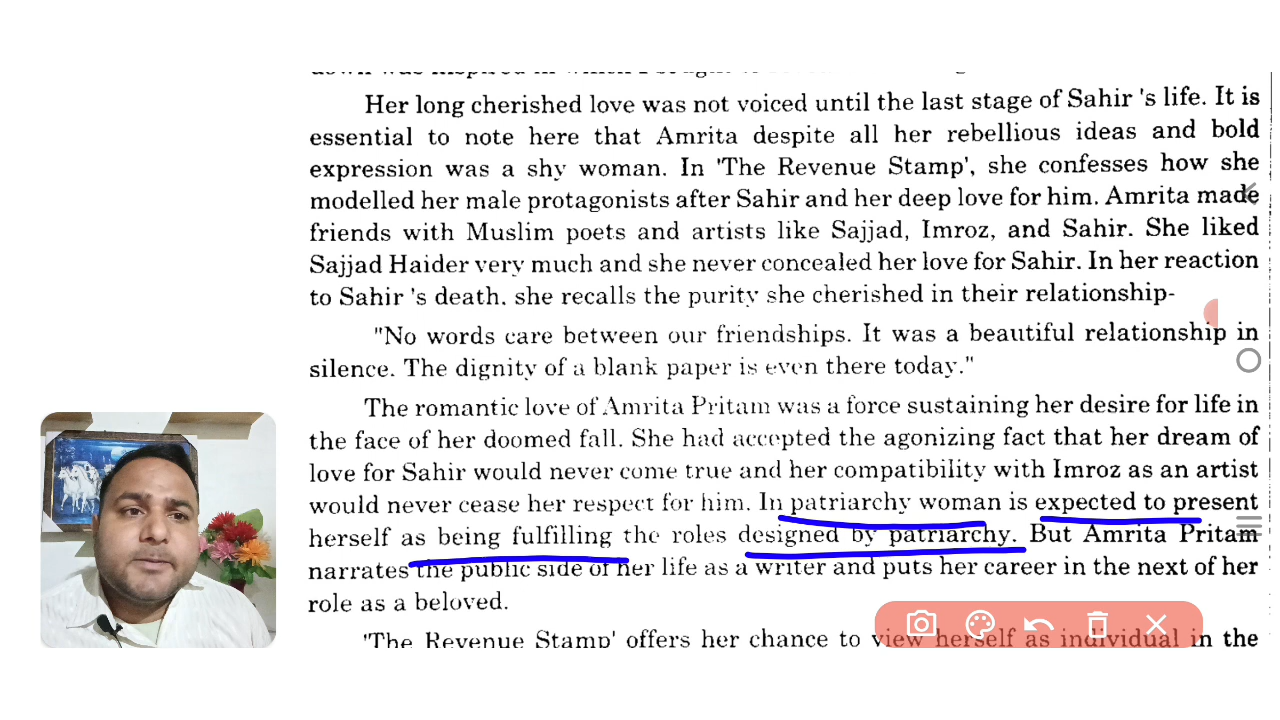 Her long cherished love was not voiced until the last stage of Sahir 's life. It is
essential to note here that Amrita despite all her rebellious ideas and bold
expression was a shy woman. In 'The Revenue Stamp', she confesses how she
modelled her male protagonists after Sahir and her deep love for him. Amrita made
friends with Muslim poets and artists like Sajjad, Imroz, and Sahir. She liked
Sajjad Haider very much and she never concealed her love for Sahir. In her reaction
to Sahir 's death, she recalls the purity she cherished in their relationship-
"No words care between our friendships. It was a beautiful relationship in
silence. The dignity of a blank paper is even there today."
The romantic love of Amrita Pritam was a force sustaining her desire for life in
the face of her doomed fall. She had accepted the agonizing fact that her dream of
love for Sahir would never come true and her compatibility with Imroz as an artist
would never cease her respect for him. In patriarchy woman is expected to present
herself as being fulfilling the roles designed by patriarchy. But Amrita Pritam
narrates the public side of her life as a writer and puts her career in the next of her
role as a beloved.
'The Revenue Stamp' offers her chance to view herself as individual in the